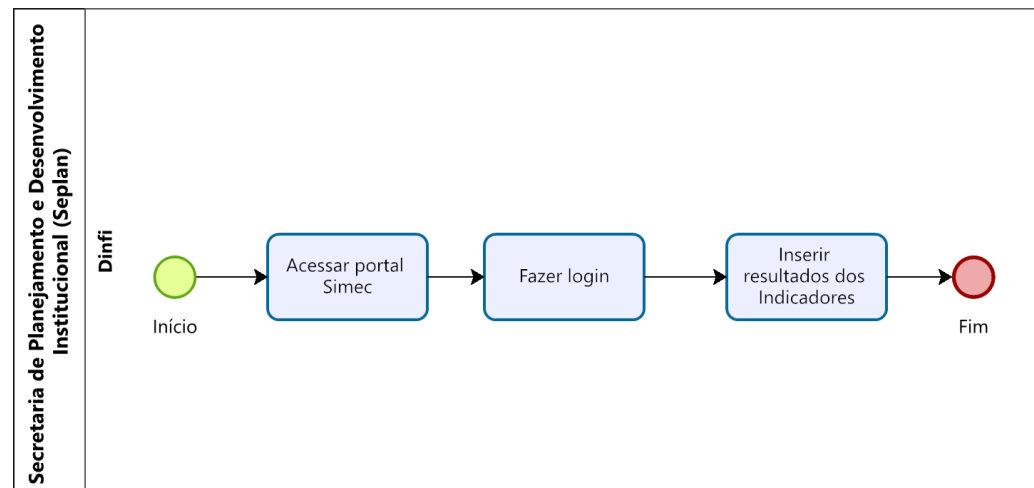 Secretaria de Planejamento e Desenvolvimento
Institucional (Seplan)
Dinfi
Início
Acessar portal
Simec
Fazer login
Inserir
resultados dos
Indicadores
Fim